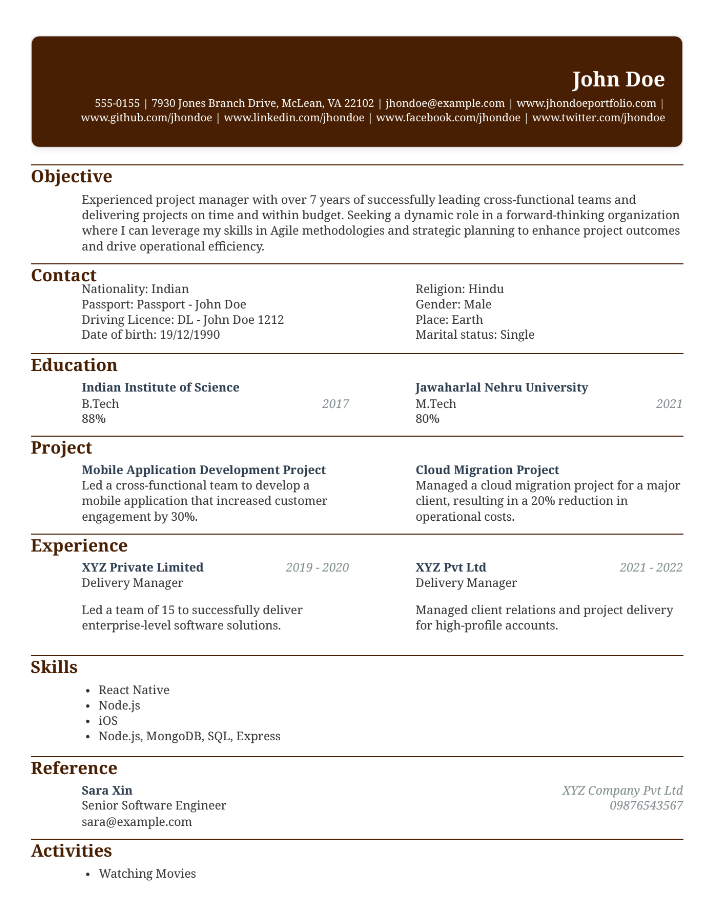 John Doe
555-0155 | 7930 Jones Branch Drive, McLean, VA 22102 | jhondoe@example.com | www.jhondoeportfolio.com |
www.github.com/jhondoe | www.linkedin.com/jhondoe | www.facebook.com/jhondoe | www.twitter.com/jhondoe
Objective
Experienced project manager with over 7 years of successfully leading cross-functional teams and
delivering projects on time and within budget. Seeking a dynamic role in a forward-thinking organization
where I can leverage my skills in Agile methodologies and strategic planning to enhance project outcomes
and drive operational efficiency.
Contact
Nationality: Indian
Passport: Passport - John Doe
Driving Licence: DL - John Doe 1212
Date of birth: 19/12/1990
Religion: Hindu
Gender: Male
Place: Earth
Marital status: Single
Education
Indian Institute of Science
B.Tech 2017
88%
Jawaharlal Nehru University
M.Tech 2021
80%
Project
Mobile Application Development Project
Led a cross-functional team to develop a
mobile application that increased customer
engagement by 30%.
Cloud Migration Project
Managed a cloud migration project for a major
client, resulting in a 20% reduction in
operational costs.
Experience
XYZ Private Limited 2019 - 2020
Delivery Manager
Led a team of 15 to successfully deliver
enterprise-level software solutions.
XYZ Pvt Ltd 2021 - 2022
Delivery Manager
Managed client relations and project delivery
for high-profile accounts.
Skills
• React Native
• Node.js
• iOS
• Node.js, MongoDB, SQL, Express
Reference
Sara Xin XYZ Company Pvt Ltd
Senior Software Engineer 09876543567
sara@example.com
Activities
• Watching Movies